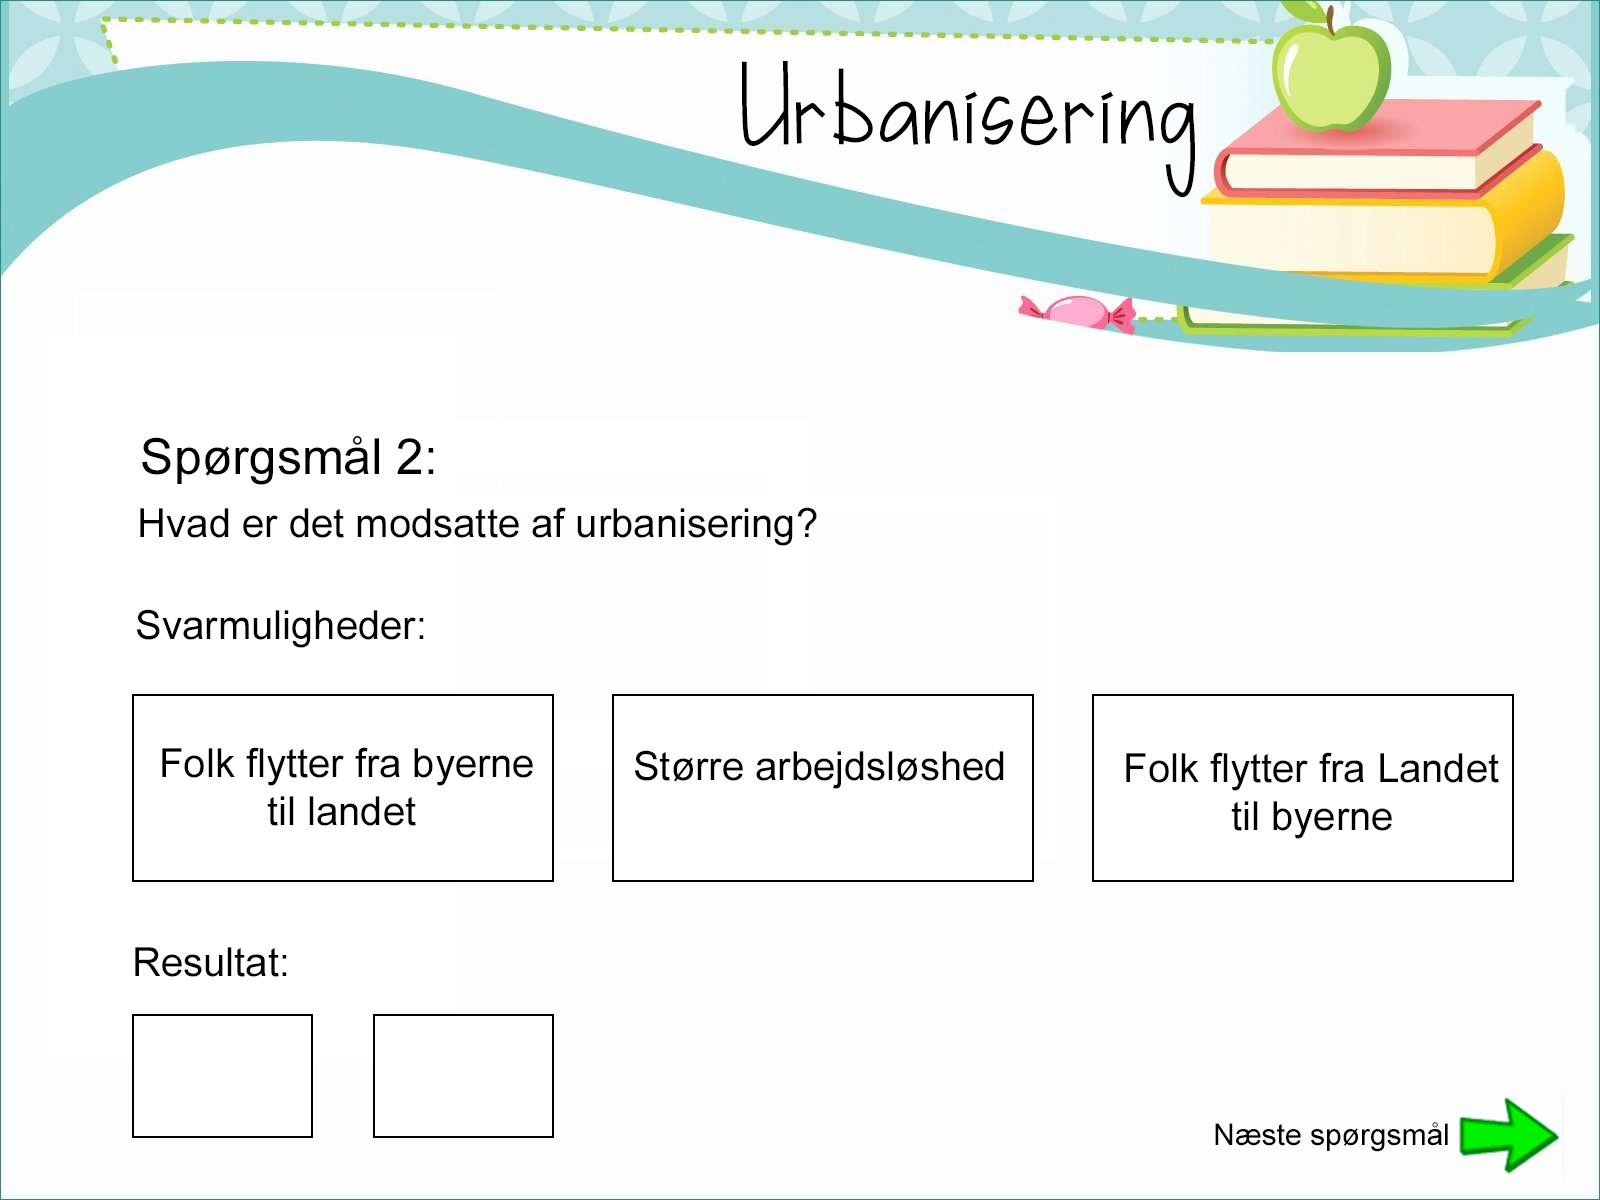 Urbanisering
Spørgsmål 2:
Hvad er det modsatte af urbanisering?
Svarmuligheder:
Folk flytter fra byerne
til landet
Større arbejdsløshed
Folk flytter fra Landet
til byerne
Resultat:
Næste spørgsmål